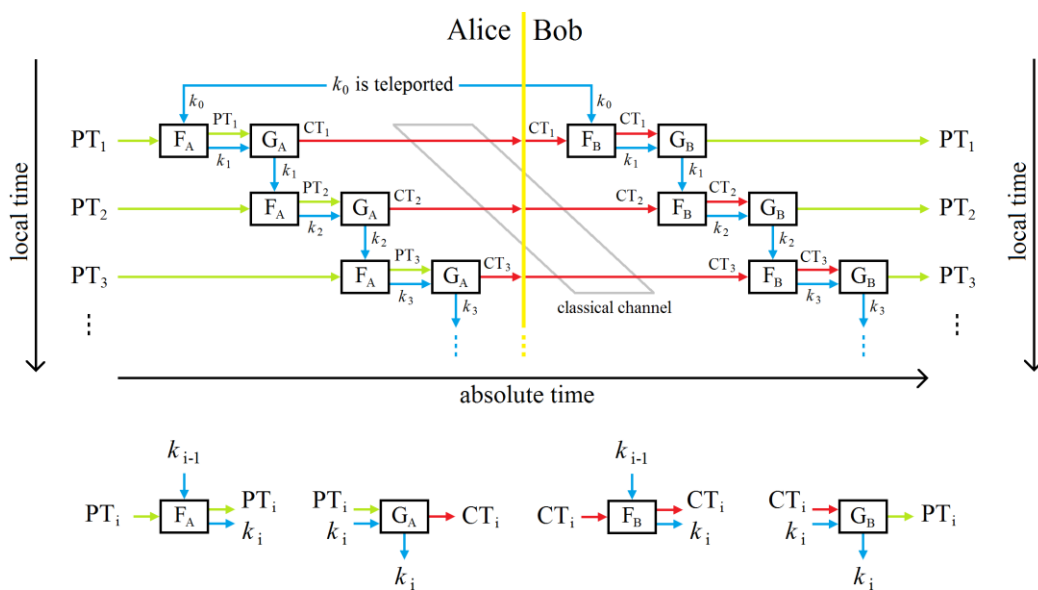 Alice Bob
k0 is teleported
k0 k0
PT1 PT1 CT1 CT1 CT1 PT1
FA GA FB GB
k1 k1
k1 k1
PT2 PT2 CT2 CT2 CT2 PT2
FA GA FB GB
k2 k2
k2 k2
PT3 PT3 CT3 CT3 CT3 PT3
FA GA FB GB
k3 k3
k3 k3
classical channel
local time
local time
absolute time
ki-1 ki-1
PTi FA PTi ki
PTi ki GA CTi ki
CTi FB CTi ki
CTi ki GB PTi ki